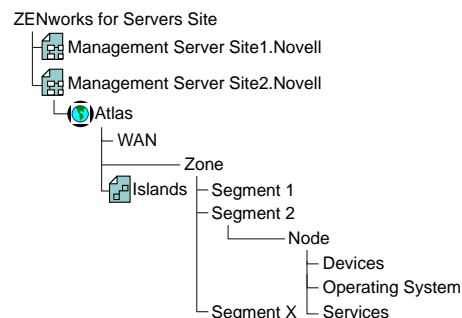 ZENworks for Servers Site
Management Server Site1.Novell
Management Server Site2.Novell
Atlas
WAN
Zone
Islands
Segment 1
Segment 2
Node
Devices
Operating System
Services
Segment X